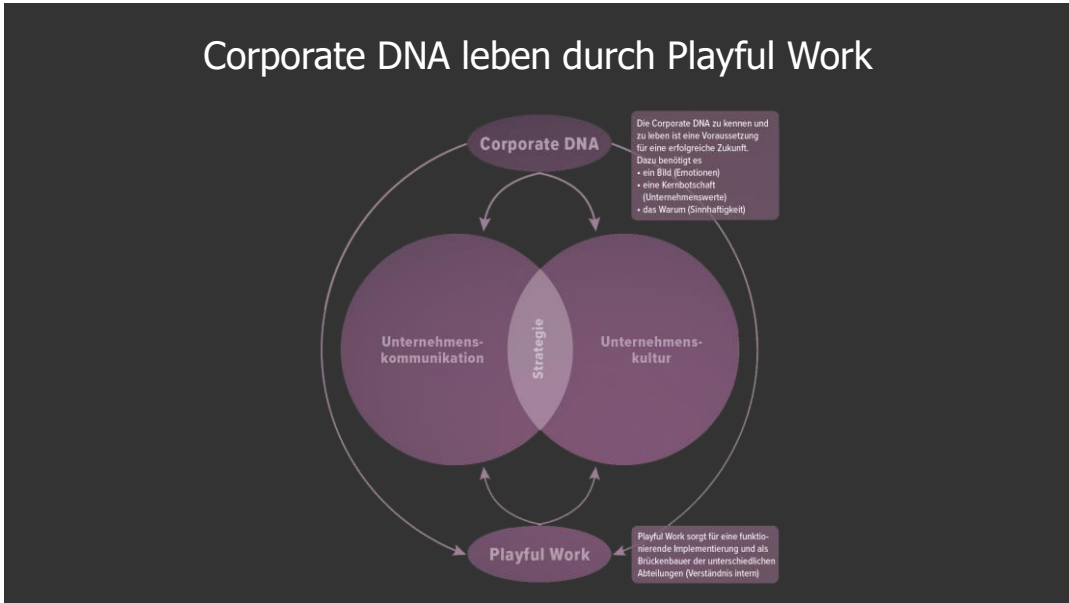 Corporate DNA leben durch Playful Work
Corporate DNA
Die Corporate DNA zu kennen und
zu leben ist eine Voraussetzung
für eine erfolgreiche Zukunft.
Dazu benötigt es
• ein Bild (Emotionen)
• eine Kernbotschaft
(Unternehmenswerte)
• das Warum (Sinnhaftigkeit)
Unternehmens-
kommunikation
Strategie
Unternehmens-
kultur
Playful Work
Playful Work sorgt für eine funktio-
nierende Implementierung und als
Brückenbauer der unterschiedlichen
Abteilungen (Verständnis intern)